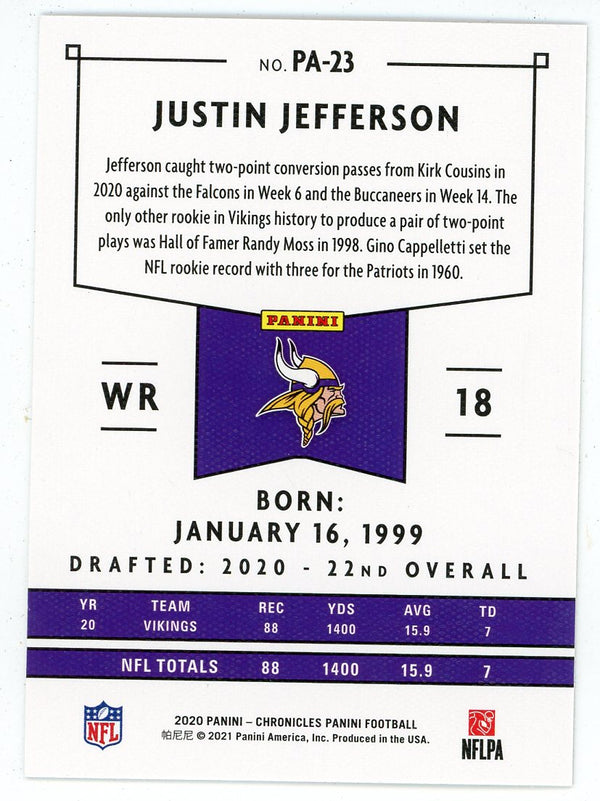 NO. PA-23
JUSTIN JEFFERSON
Jefferson caught two-point conversion passes from Kirk Cousins in
2020 against the Falcons in Week 6 and the Buccaneers in Week 14. The
only other rookie in Vikings history to produce a pair of two-point
plays was Hall of Famer Randy Moss in 1998. Gino Cappelletti set the
NFL rookie record with three for the Patriots in 1960.
PANINI
WR
18
BORN:
JANUARY 16, 1999
DRAFTED: 2020 - 22ND OVERALL
YR TEAM REC YDS AVG TD
20 VIKINGS 88 1400 15.9 7
NFL TOTALS 88 1400 15.9 7
NFL
2020 PANINI – CHRONICLES PANINI FOOTBALL
帕尼尼 © 2021 Panini America, Inc. Produced in the USA.
NFLPA